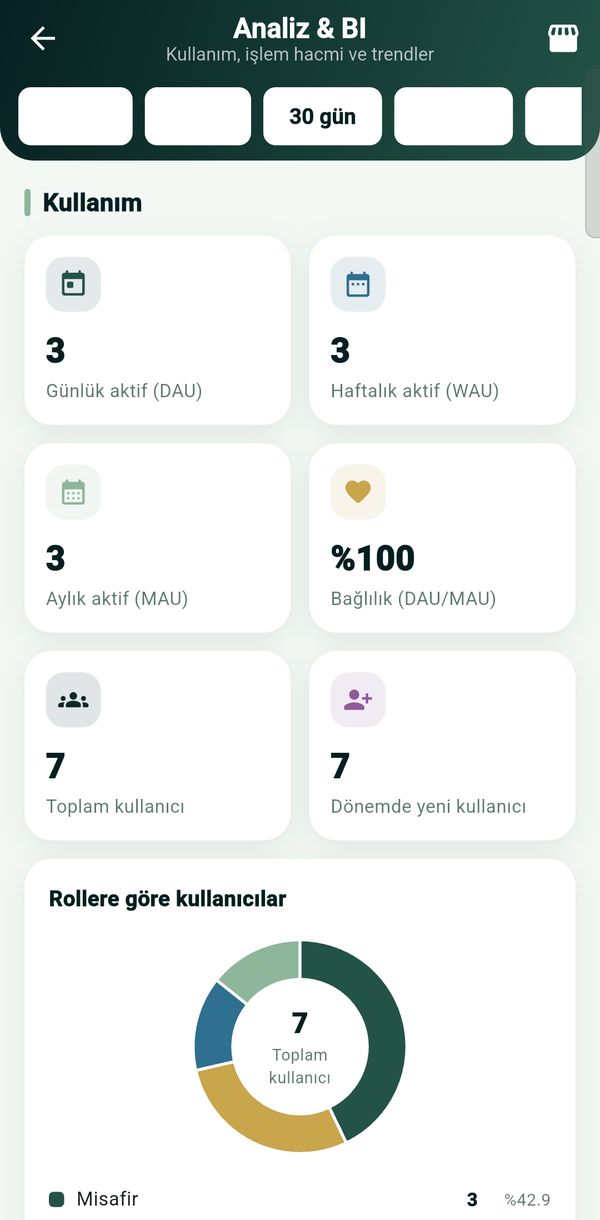 Analiz & BI
Kullanım, işlem hacmi ve trendler
30 gün
Kullanım
3
Günlük aktif (DAU)
3
Haftalık aktif (WAU)
3
Aylık aktif (MAU)
%100
Bağlılık (DAU/MAU)
7
Toplam kullanıcı
7
Dönemde yeni kullanıcı
Rollere göre kullanıcılar
7
Toplam
kullanıcı
Misafir 3 %42.9